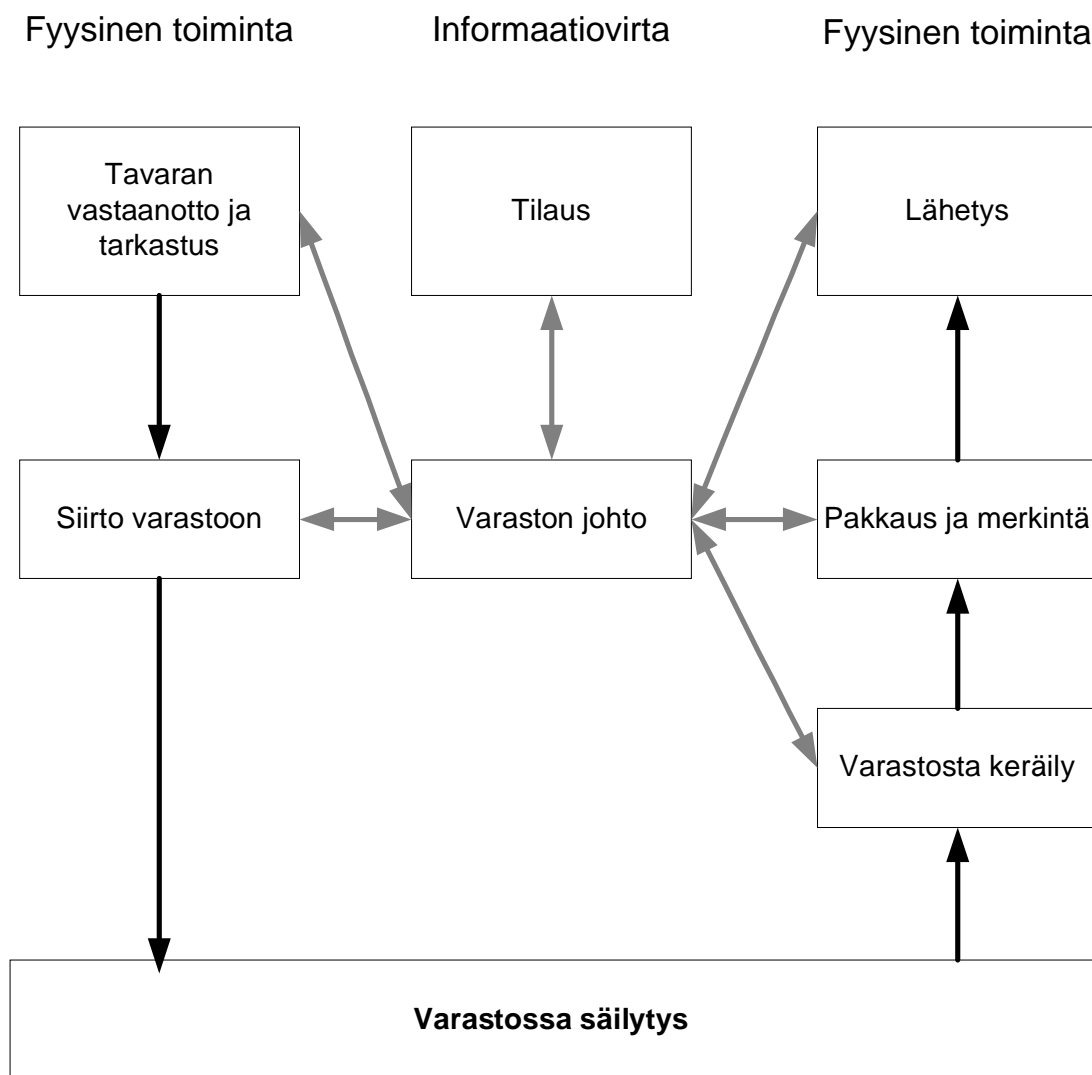 Fyysinen toiminta
Informaatiovirta
Fyysinen toiminta
Tavaran
vastaanotto ja
tarkastus
Tilaus
Lähetys
Siirto varastoon
Varaston johto
Pakkaus ja merkintä
Varastosta keräily
Varastossa säilytys